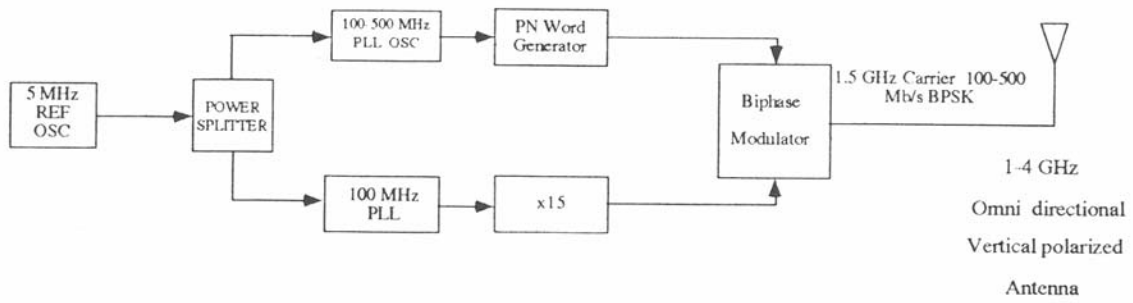 5 MHz
REF
OSC
POWER
SPLITTER
100-500 MHz
PLL OSC
PN Word
Generator
100 MHz
PLL
x15
Biphase
Modulator
1.5 GHz Carrier 100-500
Mb/s BPSK
1-4 GHz
Omni directional
Vertical polarized
Antenna